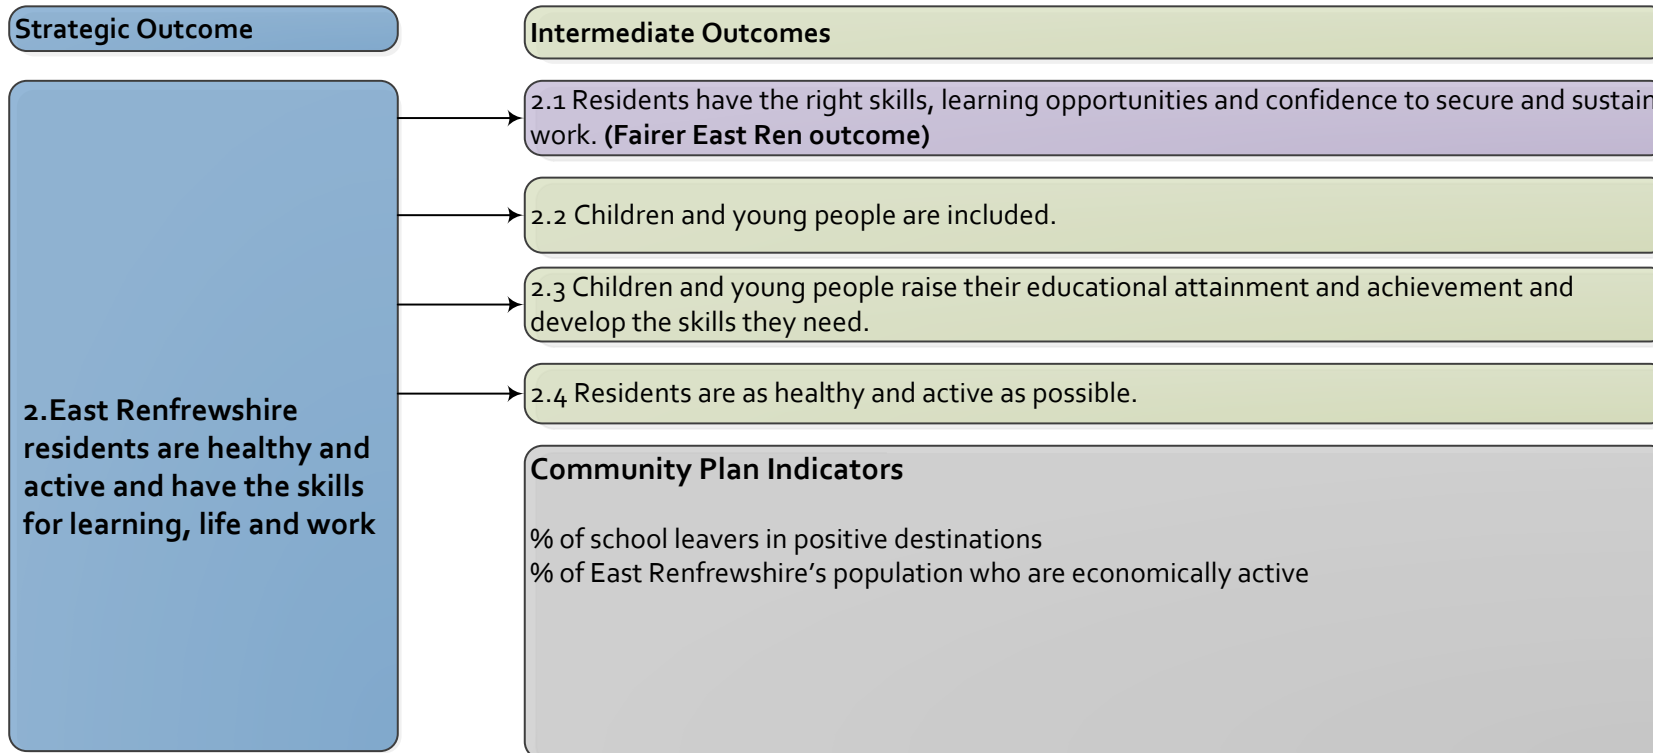 Strategic Outcome
Intermediate Outcomes
2.East Renfrewshire
residents are healthy and
active and have the skills
for learning, life and work
2.1 Residents have the right skills, learning opportunities and confidence to secure and sustain
work. (Fairer East Ren outcome)
2.2 Children and young people are included.
2.3 Children and young people raise their educational attainment and achievement and
develop the skills they need.
2.4 Residents are as healthy and active as possible.
Community Plan Indicators
% of school leavers in positive destinations
% of East Renfrewshire’s population who are economically active